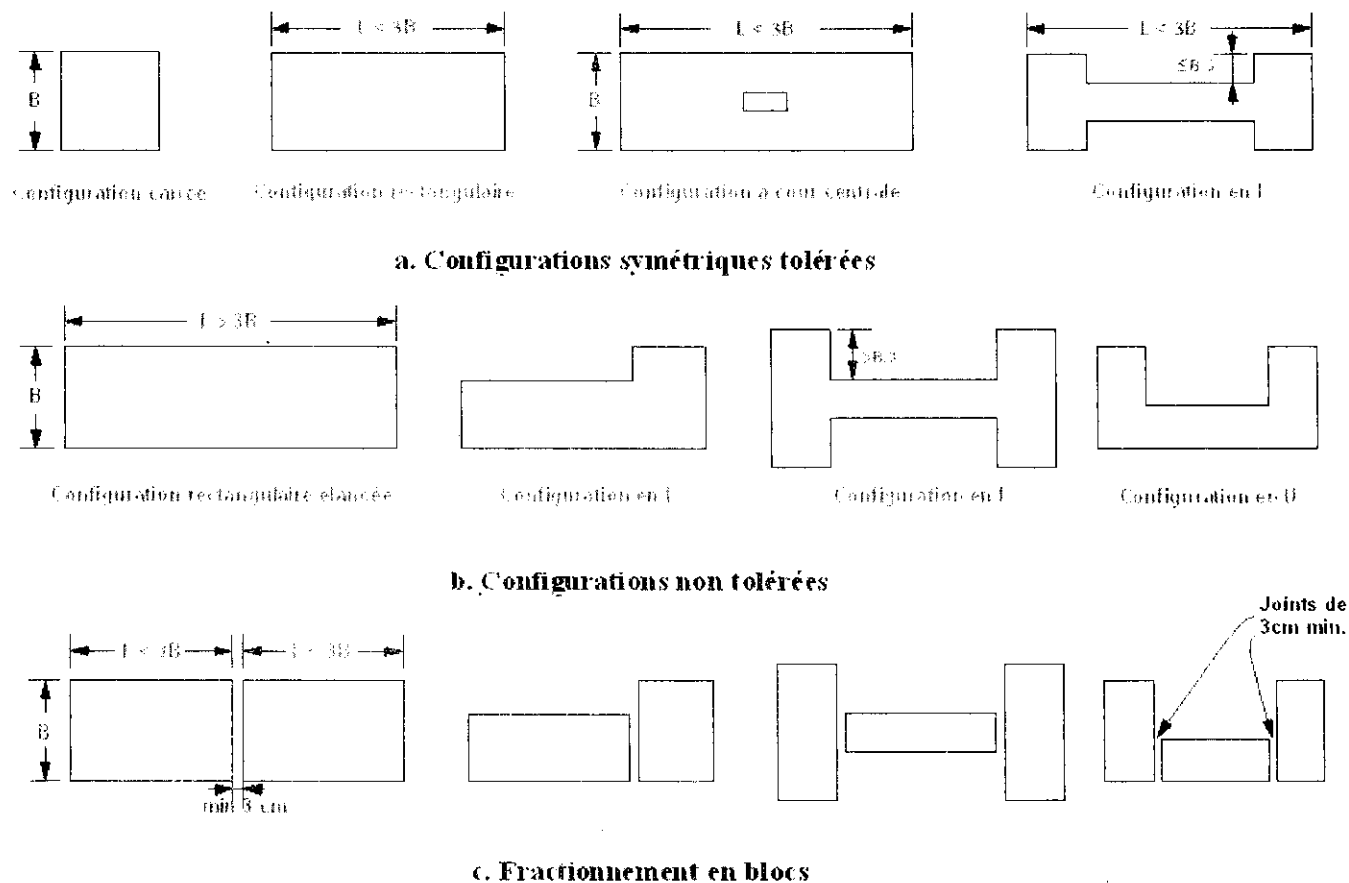 L < 3B
L < 3B
L < 3B
≤B
B
B
Configuration carrée
Configuration rectangulaire
Configuration à cour centrale
Configuration en I
a. Configurations symétriques tolérées
L > 3B
B
Configuration rectangulaire élancée
Configuration en L
Configuration en I
Configuration en U
b. Configurations non tolérées
Joints de
3cm min.
L < 3B
L < 3B
B
min 3 cm
c. Fractionnement en blocs